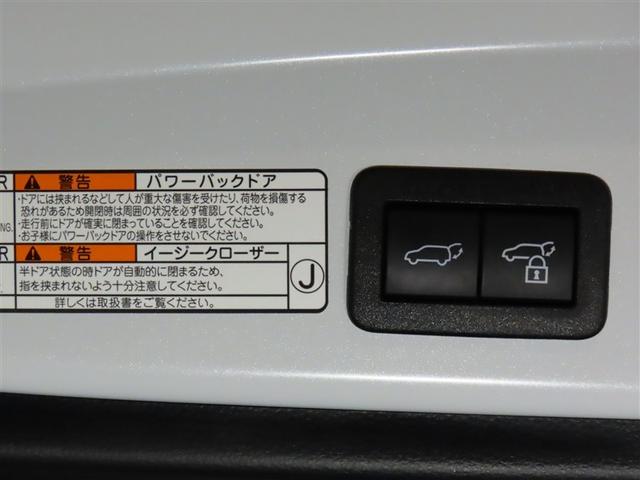 R ⚠ 警告 パワーバックドア
・ドアには挟まれるなどして人が重大な傷害を受けたり、荷物を損傷する
恐れがあるため開閉時は周囲の状況を必ず確認してください。
NG. ・走行前にドアが確実に閉まっていることを確認してください。
・お子様にパワーバックドアの操作をさせないでください。
R ⚠ 警告 イージークローザー
半ドア状態の時ドアが自動的に閉まるため、
指を挟まれないよう十分注意してください。
J
詳しくは取扱書をご覧ください。